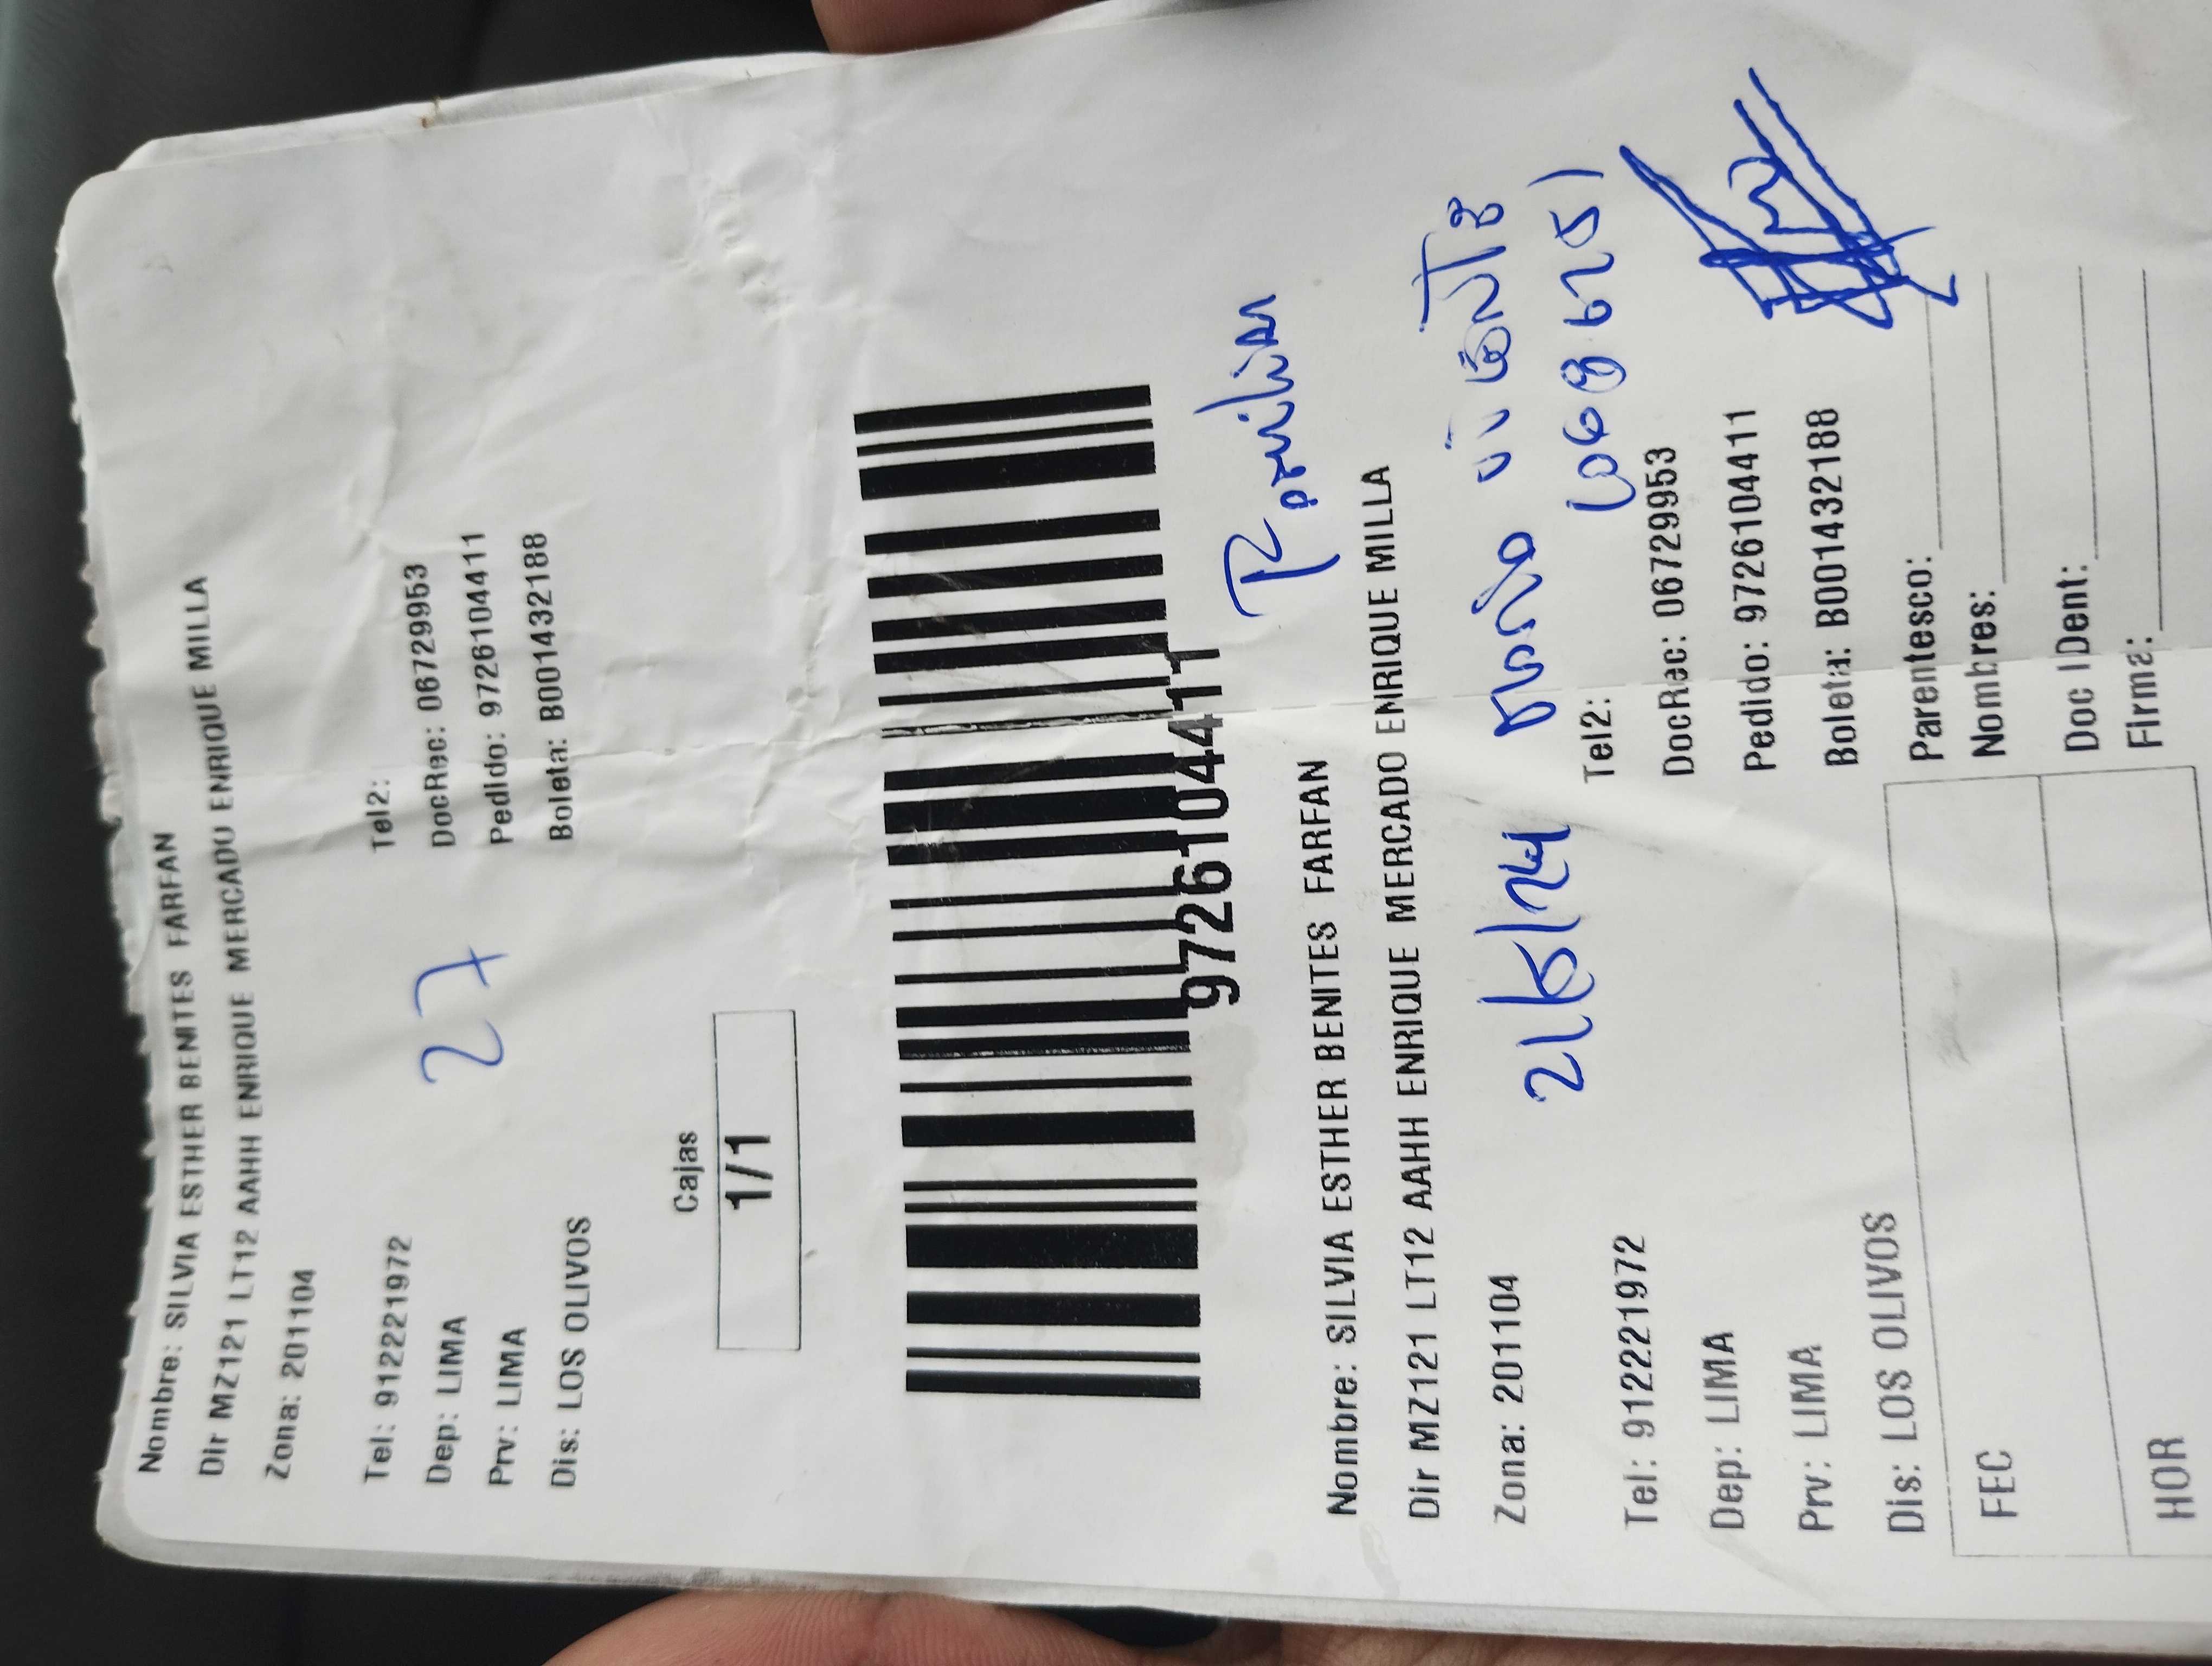 Nombre: SILVIA ESTHER BENITES FARFAN
Dir MZ121 LT12 AAHH ENRIQUE MERCADO ENRIQUE MILLA
Zona: 201104
Tel: 912221972 Tel2:
Dep: LIMA DocRec: 06729953
Prv: LIMA Pedido: 9726104411
Dis: LOS OLIVOS Boleta: B001432188
27
Cajas
1/1
9726104411
Nombre: SILVIA ESTHER BENITES FARFAN
Dir MZ121 LT12 AAHH ENRIQUE MERCADO ENRIQUE MILLA
Zona: 201104
21/5/24
Tel: 912221972 Tel2:
Dep: LIMA DocRec: 06729953
Prv: LIMA Pedido: 9726104411
Dis: LOS OLIVOS Boleta: B001432188
FEC
HOR
Parentesco:
Nombres:
Doc IDent:
Firma: